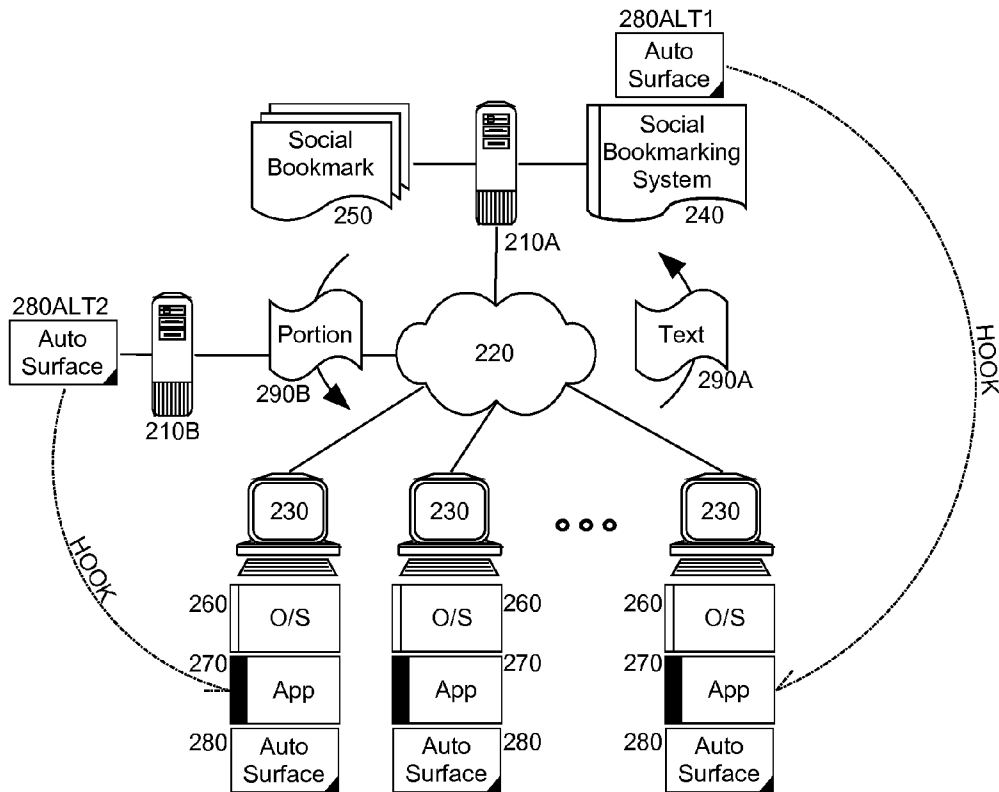 280ALT1
Auto
Surface
Social
Bookmark
250
210A
Social
Bookmarking
System
240
280ALT2
Auto
Surface
210B
Portion
290B
220
Text
290A
HOOK
HOOK
230
230
230
260
O/S
O/S
260
260
O/S
270
App
App
270
270
App
280
Auto
Surface
Auto
Surface
280
280
Auto
Surface